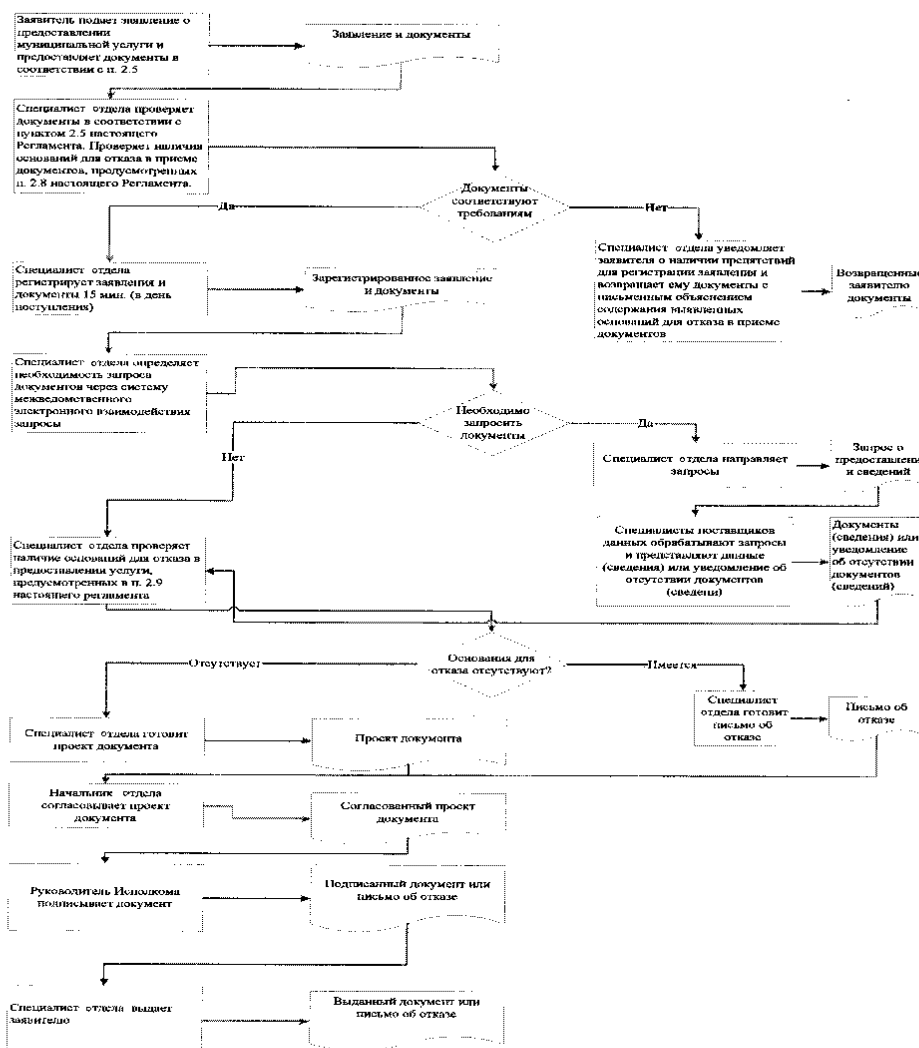 Заявитель подает заявление о
предоставлении
муниципальной услуги и
предоставляет документы в
соответствии с п. 2.5
Заявление и документы
Специалист отдела проверяет
документы в соответствии с
пунктом 2.5 настоящего
Регламента. Проверяет наличия
оснований для отказа в приеме
документов, предусмотренных
п. 2.8 настоящего Регламента.
Документы
соответствуют
требованиям
Да
Нет
Специалист отдела
регистрирует заявления и
документы 15 мин. (в день
поступления)
Зарегистрированное заявление
и документы
Специалист отдела уведомляет
заявителя о наличии препятствий
для регистрации заявления и
возвращает ему документы с
письменным объяснением
содержания выявленных
оснований для отказа в приеме
документов
Возвращенные
заявителю
документы
Специалист отдела определяет
необходимость запроса
документов через систему
межведомственного
электронного взаимодействия
запросы
Необходимо
запросить
документы
Нет
Да
Специалист отдела направляет
запросы
Запрос о
предоставлени
и сведений
Специалист отдела проверяет
наличие оснований для отказа в
предоставлении услуги,
предусмотренных в п. 2.9
настоящего регламента
Специалисты поставщиков
данных обрабатывают запросы
и представляют данные
(сведения) или уведомление об
отсутствии документов
(сведени)
Документы
(сведения) или
уведомление
об отсутствии
документов
(сведений)
Основания для
отказа отсутствуют?
Отсутствует
Имеется
Специалист отдела готовит
проект документа
Проект документа
Специалист
отдела готовит
письмо об
отказе
Письмо об
отказе
Начальник отдела
согласовывает проект
документа
Согласованный проект
документа
Руководитель Исполкома
подписывает документ
Подписанный документ или
письмо об отказе
Специалист отдела выдает
заявителю
Выданный документ или
письмо об отказе